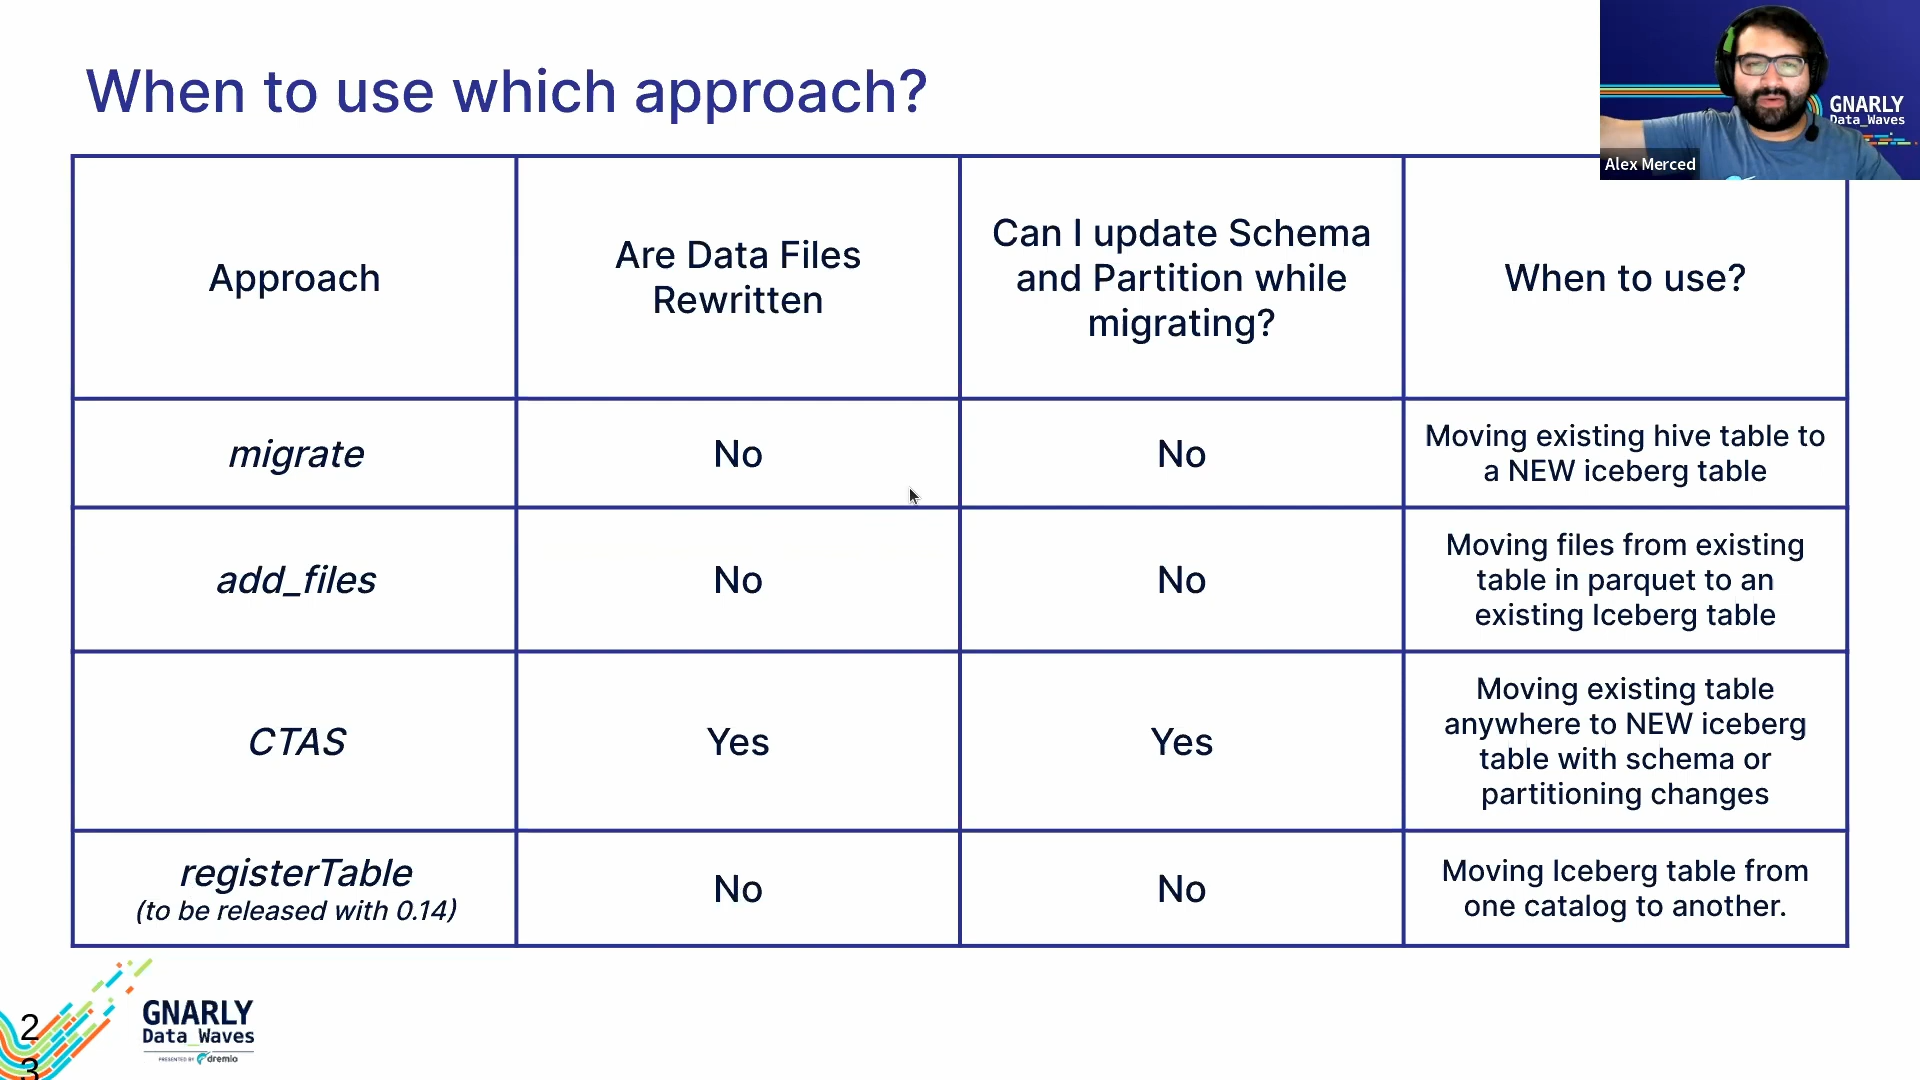 When to use which approach?
GNARLY
Data_Waves
Alex Merced
Approach
Are Data Files
Rewritten
Can I update Schema
and Partition while
migrating?
When to use?
migrate
No
No
Moving existing hive table to
a NEW iceberg table
add_files
No
No
Moving files from existing
table in parquet to an
existing Iceberg table
CTAS
Yes
Yes
Moving existing table
anywhere to NEW iceberg
table with schema or
partitioning changes
registerTable
(to be released with 0.14)
No
No
Moving Iceberg table from
one catalog to another.
2
3
GNARLY
Data_Waves
PRESENTED BY dremio